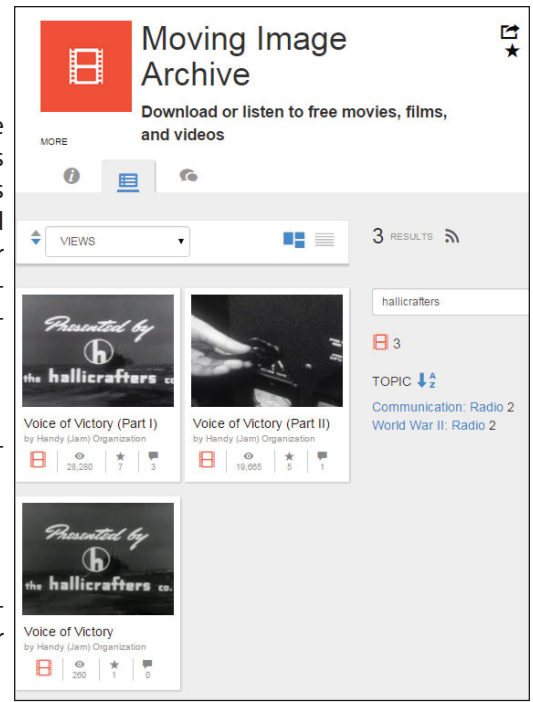 Moving Image
Archive
Download or listen to free movies, films,
and videos
MORE
VIEWS
3 RESULTS
hallicrafters
3
TOPIC
Communication: Radio 2
World War II: Radio 2
Presented by
h
the hallicrafters co.
Voice of Victory (Part I)
by Handy (Jam) Organization
28,280 7 3
Voice of Victory (Part II)
by Handy (Jam) Organization
19,665 5 1
Presented by
h
the hallicrafters co.
Voice of Victory
by Handy (Jam) Organization
260 1 0